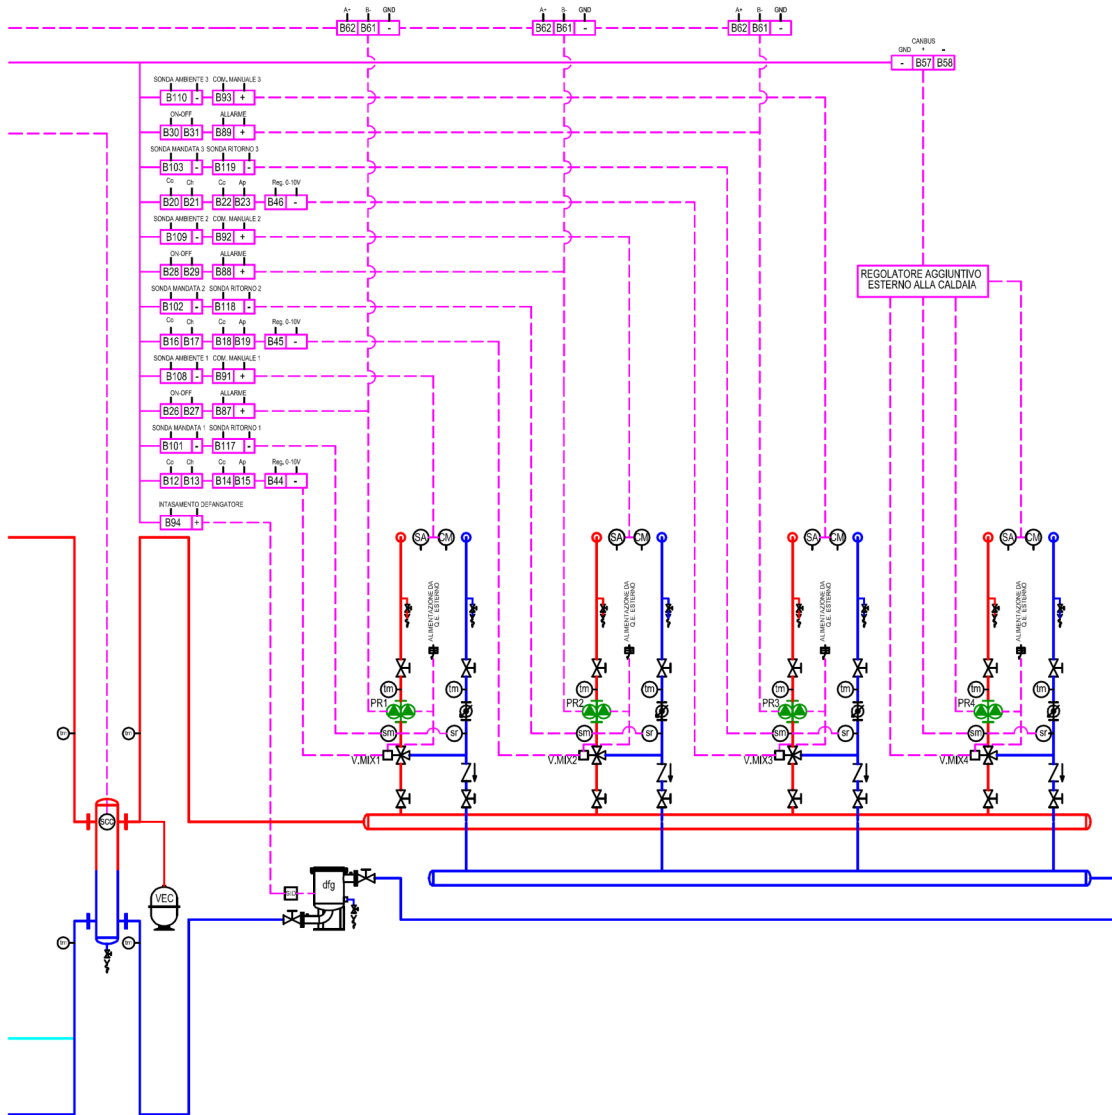 A+ B- GND
B62 B61 -
A+ B- GND
B62 B61 -
A+ B- GND
B62 B61 -
CANBUS
GND + -
- B57 B58
SONDA AMBIENTE 3 COM. MANUALE 3
B110 - B93 +
ON-OFF ALLARME
B30 B31 B89 +
SONDA MANDATA 3 SONDA RITORNO 3
B103 - B119 -
Co Ch Co Ap Reg. 0-10V
B20 B21 B22 B23 B46 -
SONDA AMBIENTE 2 COM. MANUALE 2
B109 - B92 +
ON-OFF ALLARME
B28 B29 B88 +
SONDA MANDATA 2 SONDA RITORNO 2
B102 - B118 -
Co Ch Co Ap Reg. 0-10V
B16 B17 B18 B19 B45 -
SONDA AMBIENTE 1 COM. MANUALE 1
B108 - B91 +
ON-OFF ALLARME
B26 B27 B87 +
SONDA MANDATA 1 SONDA RITORNO 1
B101 - B117 -
Co Ch Co Ap Reg. 0-10V
B12 B13 B14 B15 B44 -
INTASAMENTO DEFANGATORE
B94 +
REGOLATORE AGGIUNTIVO
ESTERNO ALLA CALDAIA
SA CM
SA CM
SA CM
SA CM
ALIMENTAZIONE DA
Q.E. ESTERNO
ALIMENTAZIONE DA
Q.E. ESTERNO
ALIMENTAZIONE DA
Q.E. ESTERNO
ALIMENTAZIONE DA
Q.E. ESTERNO
tm tm
tm tm
tm tm
tm tm
PR1
PR2
PR3
PR4
sm sr
sm sr
sm sr
sm sr
V.MIX1
V.MIX2
V.MIX3
V.MIX4
tm
tm
scc
VEC
dfg
tm
tm